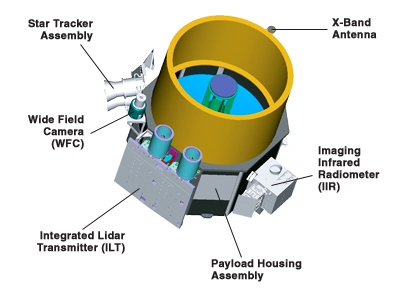 Star Tracker
Assembly
X-Band
Antenna
Wide Field
Camera
(WFC)
Imaging
Infrared
Radiometer
(IIR)
Integrated Lidar
Transmitter (ILT)
Payload Housing
Assembly